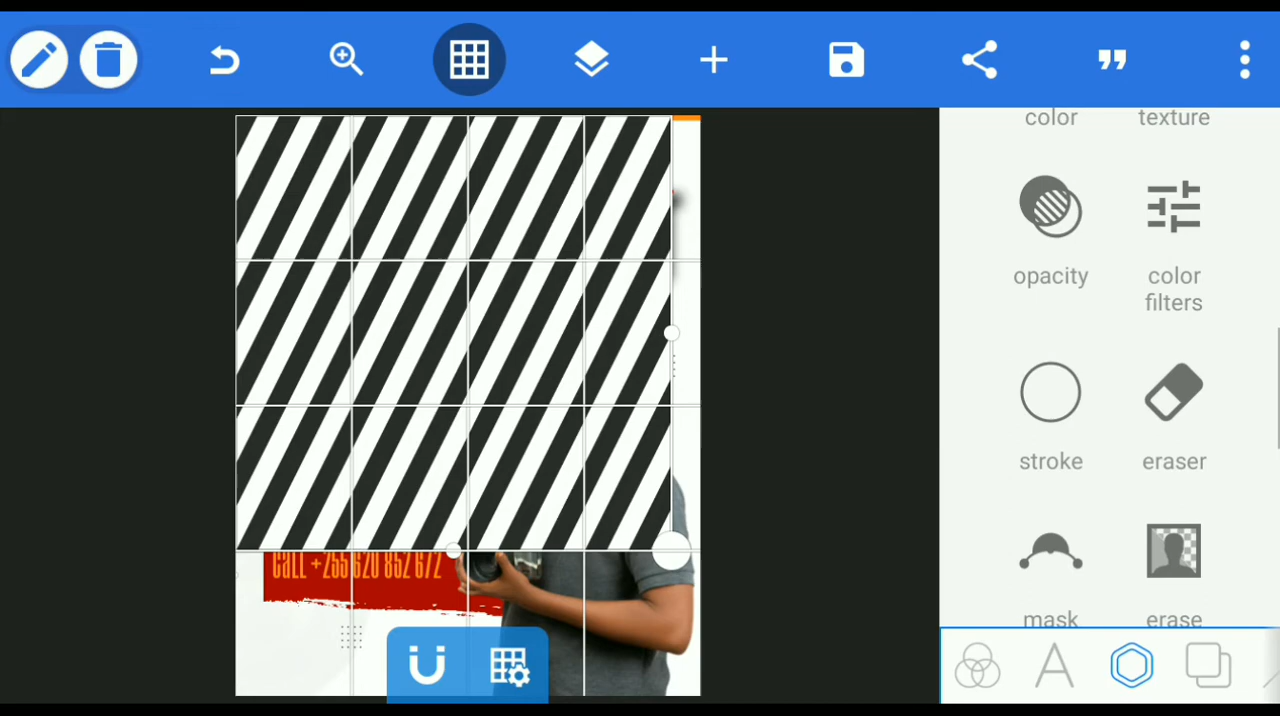 color
texture
opacity
color
filters
stroke
eraser
CALL +255 620 852 672
mask
erase